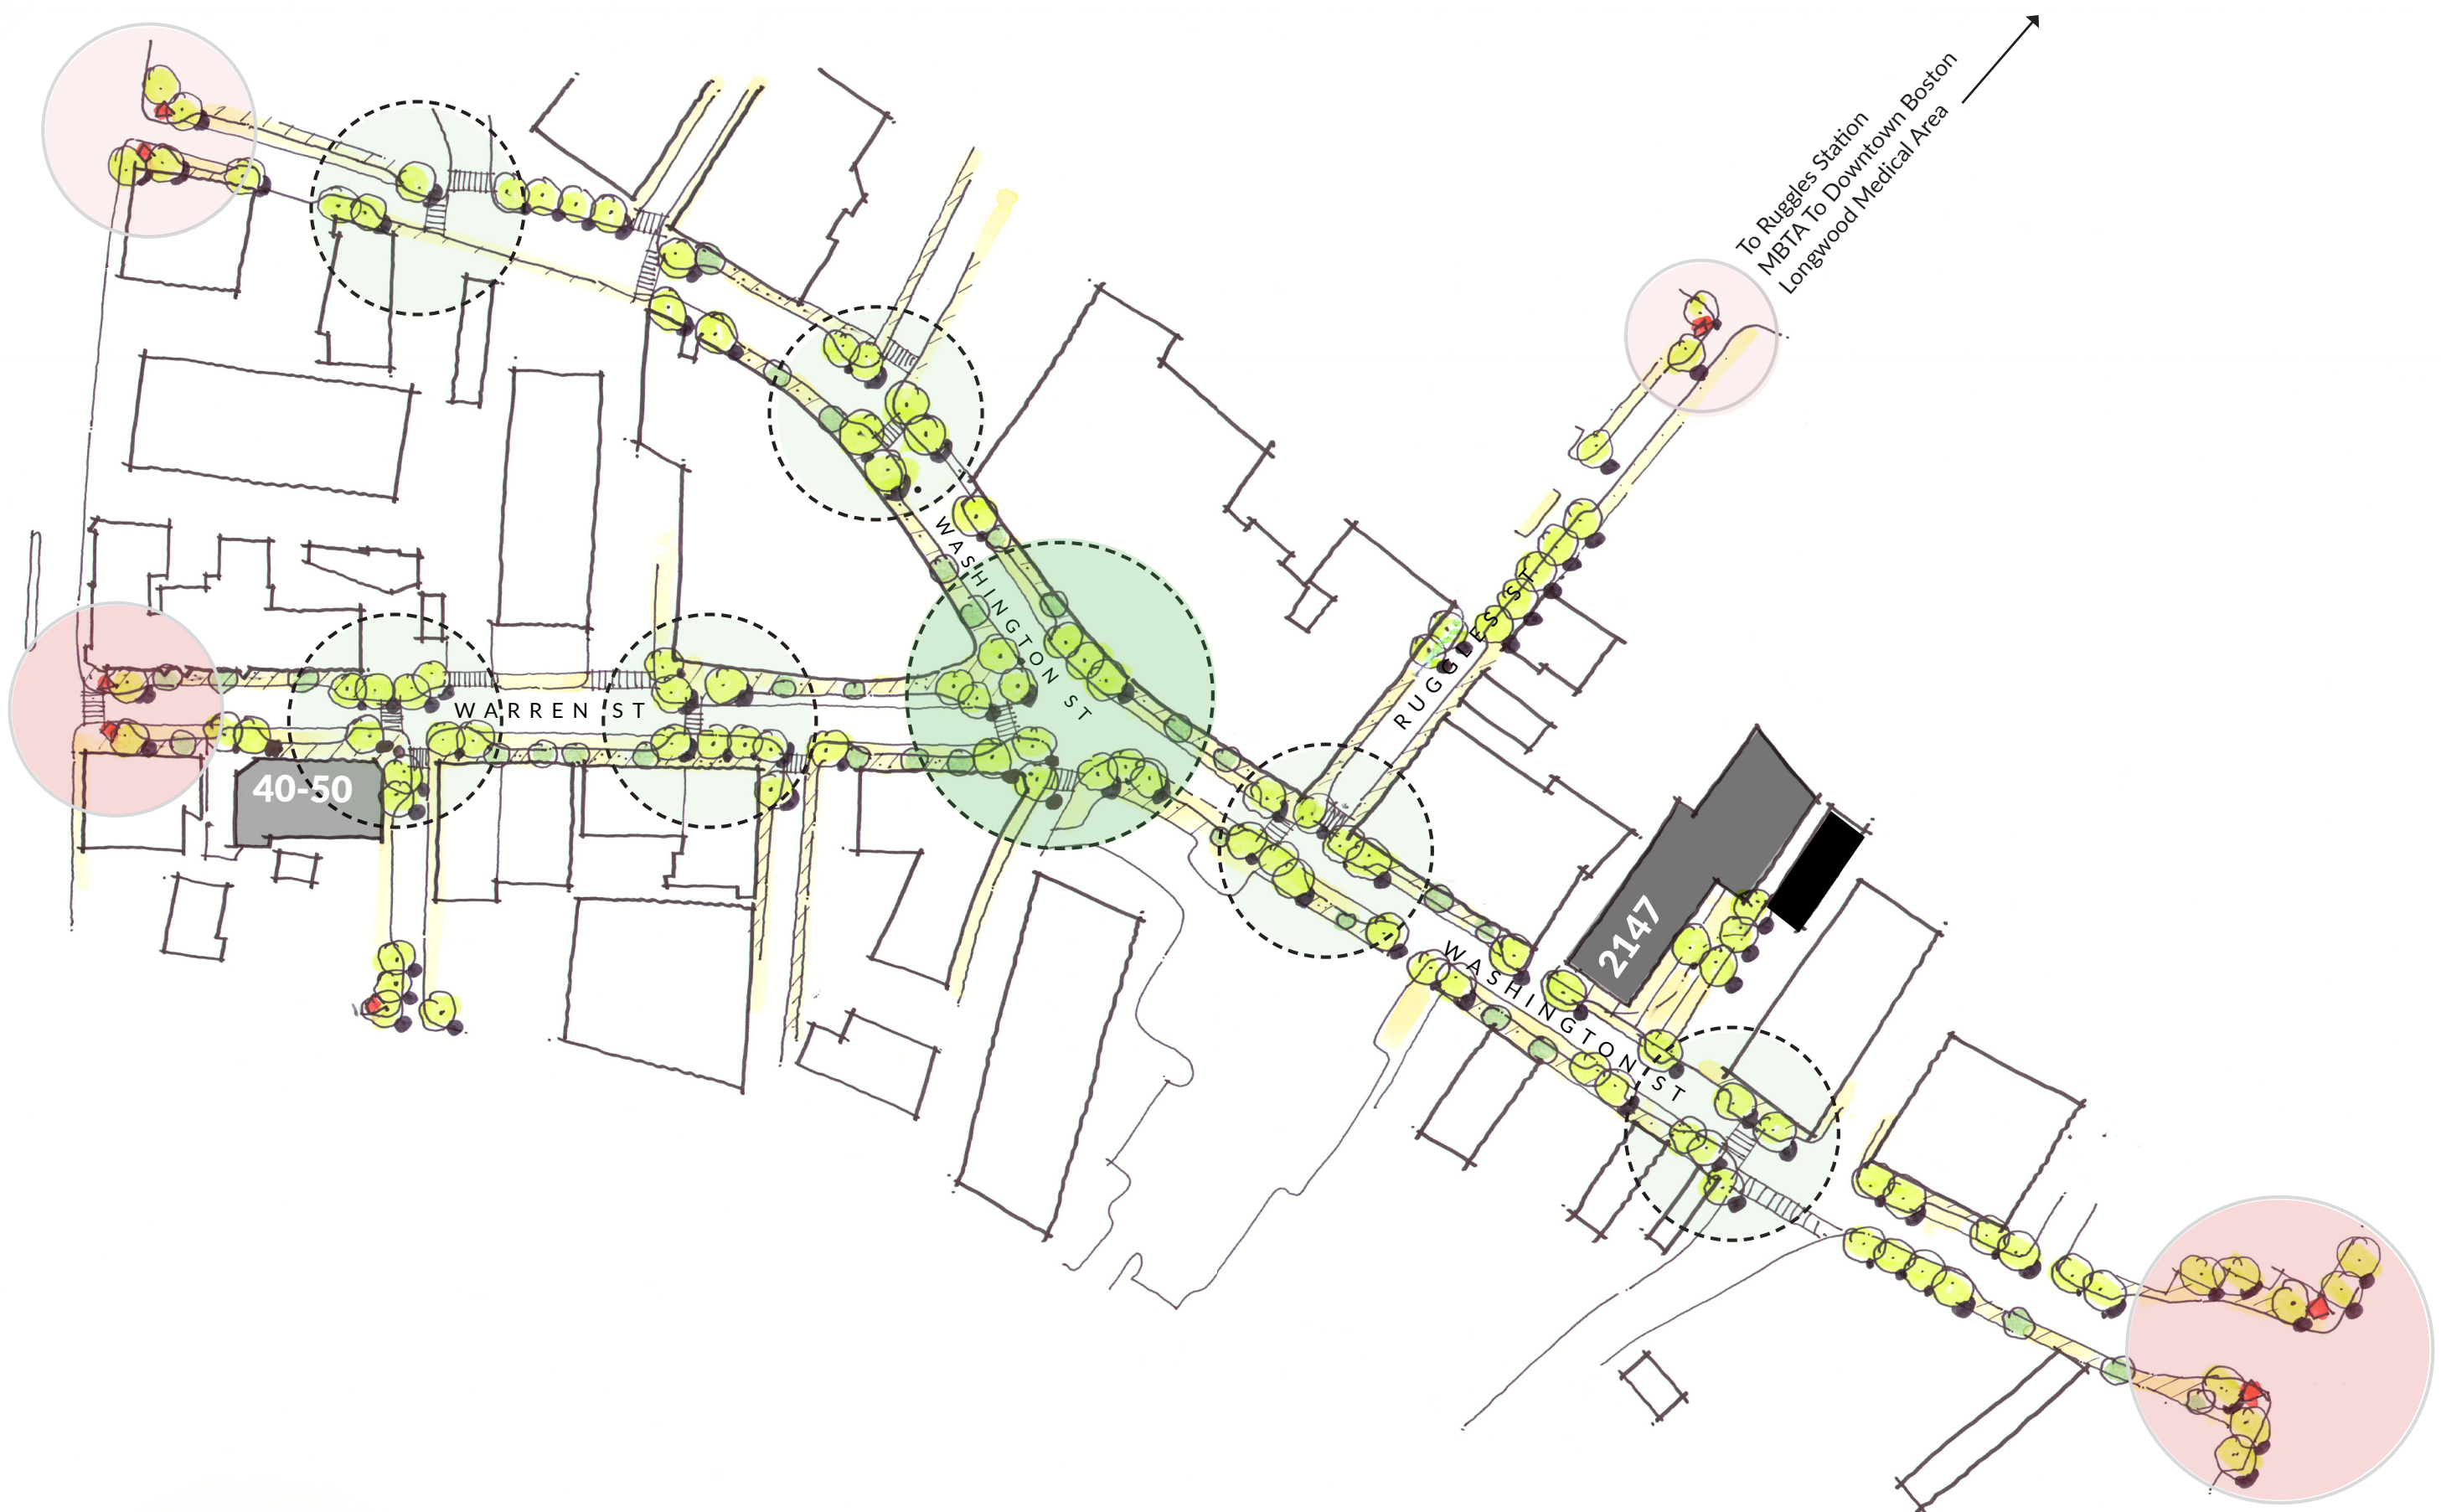 To Ruggles Station
MBTA To Downtown Boston
Longwood Medical Area
WASHINGTON ST
RUGGLES ST
WARREN ST
40-50
2147
WASHINGTON ST